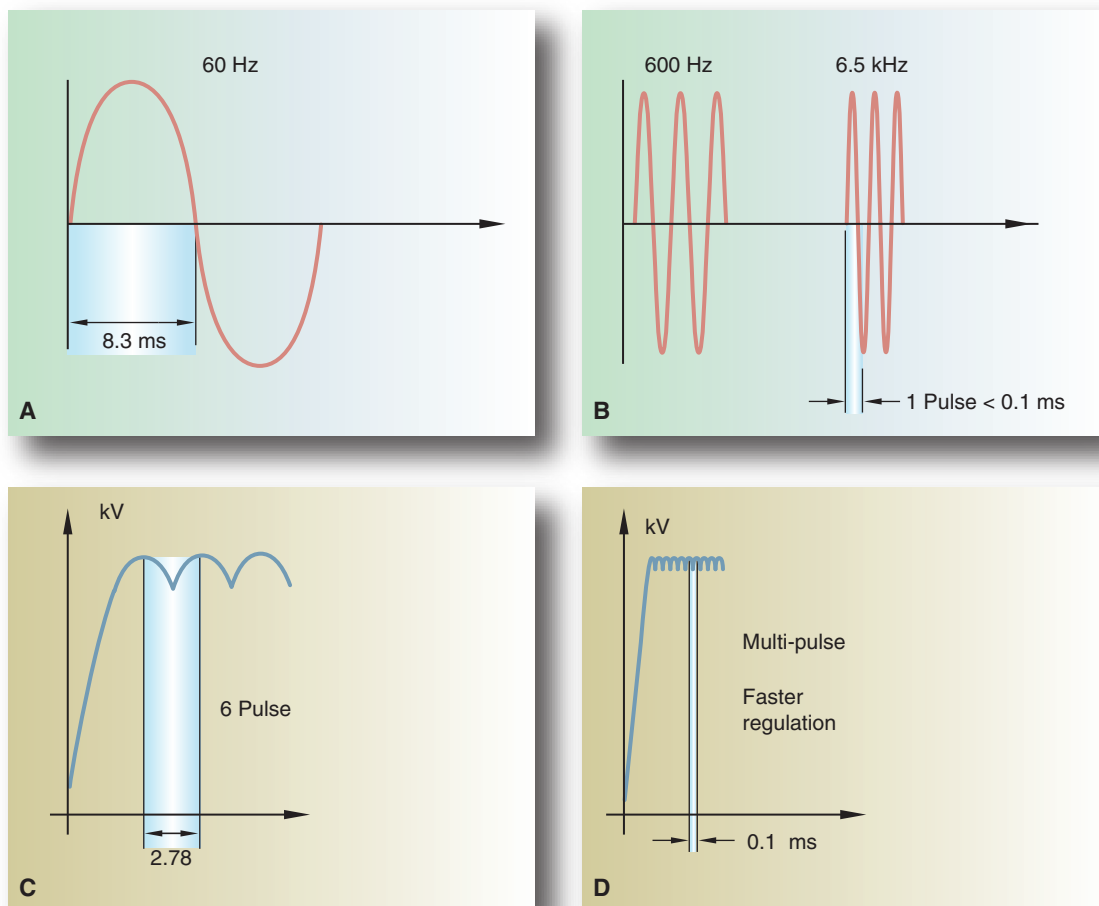 60 Hz
8.3 ms
A
600 Hz
6.5 kHz
1 Pulse < 0.1 ms
B
kV
6 Pulse
2.78
C
kV
Multi-pulse
Faster
regulation
0.1 ms
D